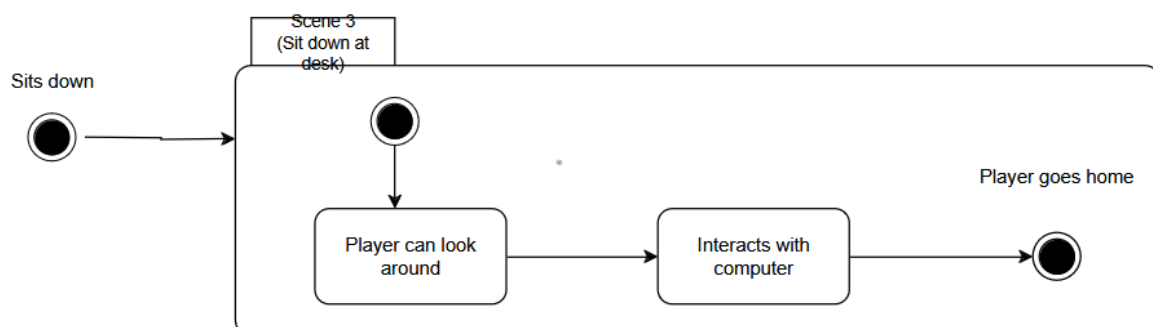 Scene 3
(Sit down at
desk)
Sits down
Player goes home
Player can look
around
Interacts with
computer